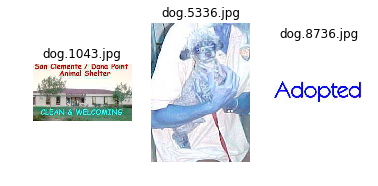 dog.1043.jpg
San Clemente / Dana Point
Animal Shelter
CLEAN & WELCOMING
dog.5336.jpg
dog.8736.jpg
Adopted